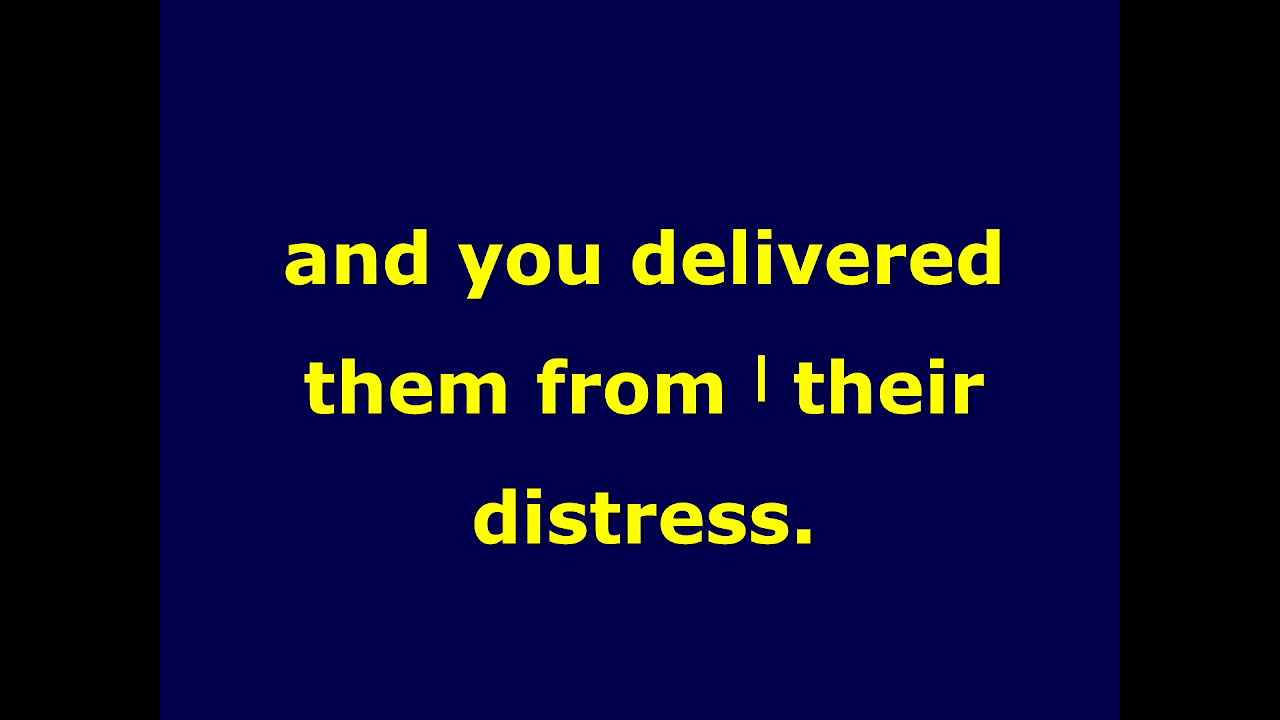 and you delivered
them from | their
distress.